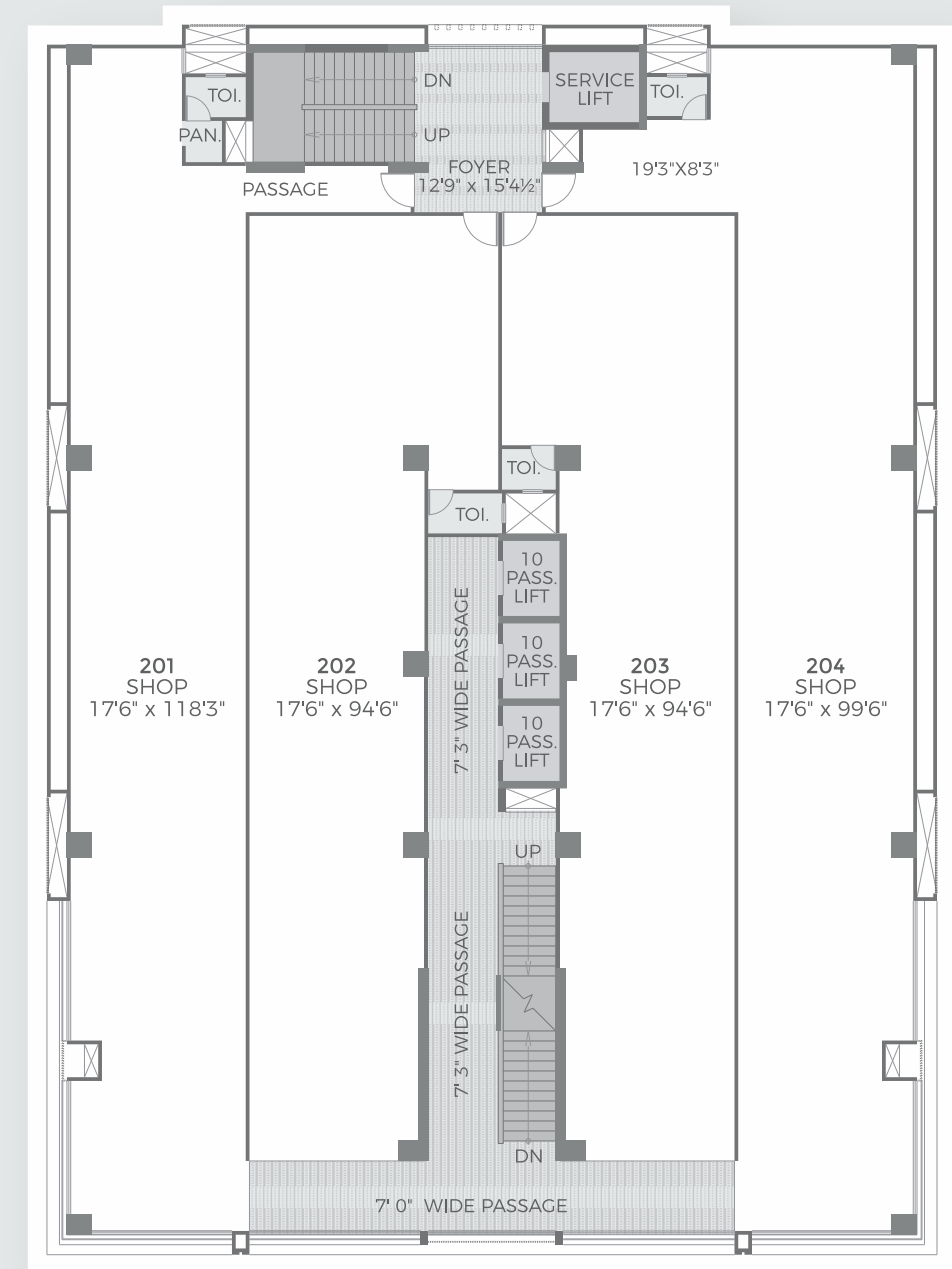 DN
SERVICE
LIFT
TOI.
TOI.
PAN.
UP
FOYER
12'9" x 15'4½"
19'3"X8'3"
PASSAGE
TOI.
TOI.
10
PASS.
LIFT
7' 3" WIDE PASSAGE
10
PASS.
LIFT
201
SHOP
17'6" x 118'3"
202
SHOP
17'6" x 94'6"
203
SHOP
17'6" x 94'6"
204
SHOP
17'6" x 99'6"
10
PASS.
LIFT
UP
7' 3" WIDE PASSAGE
DN
7' 0" WIDE PASSAGE